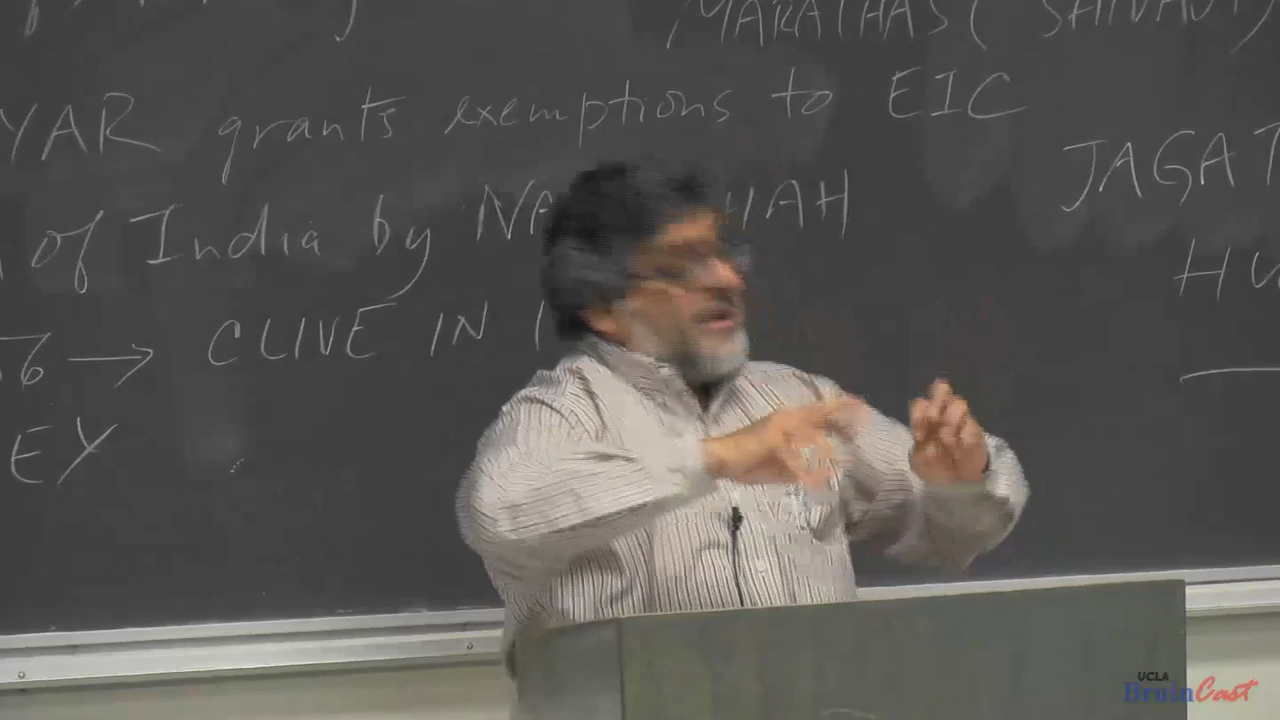 MARATHAS ( SHIVAJI )
YAR grants exemptions to EIC
JAGAT
of India by NA HAH
HU
56 → CLIVE IN
EY
UCLA
BruinCast